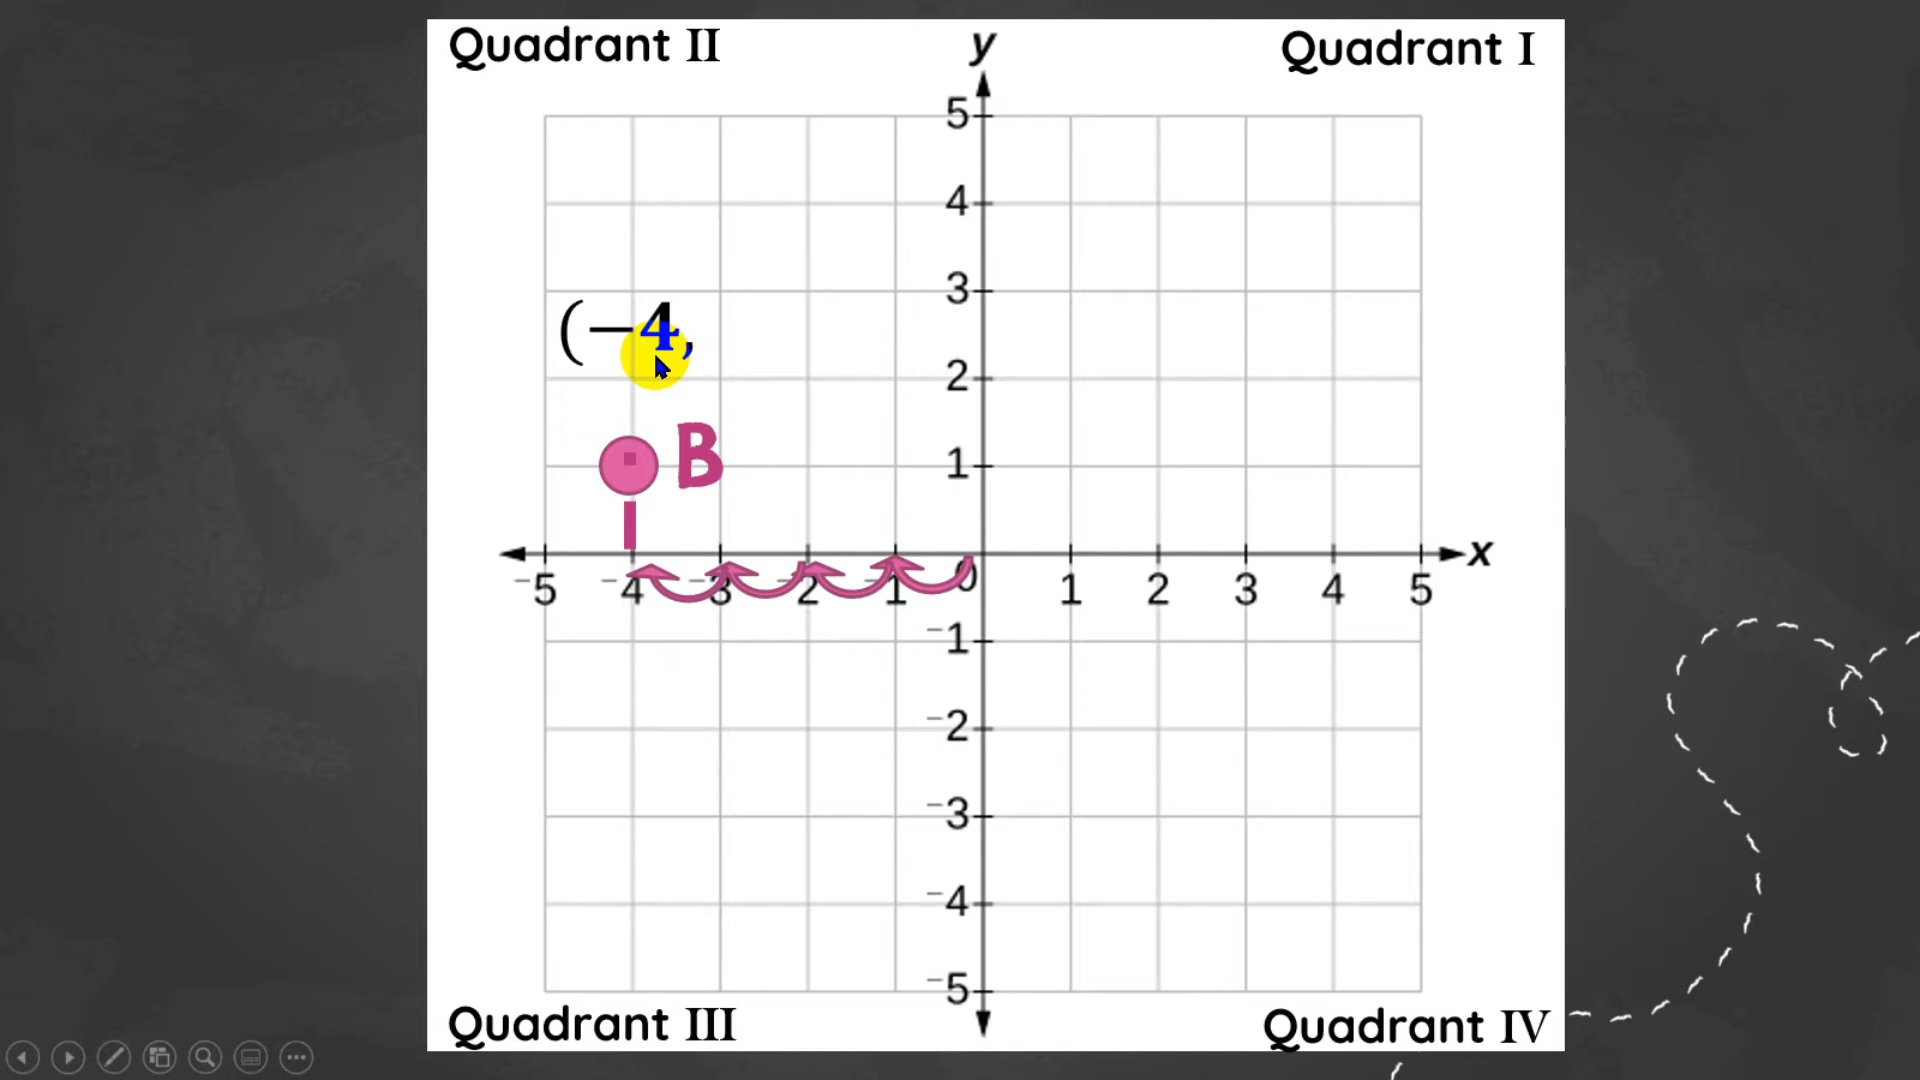 Quadrant II
y
Quadrant I
5
4
3
(−4,
2
B
1
x
−5 −4 −3 −2 −1 0 1 2 3 4 5
−1
−2
−3
−4
−5
Quadrant III
Quadrant IV